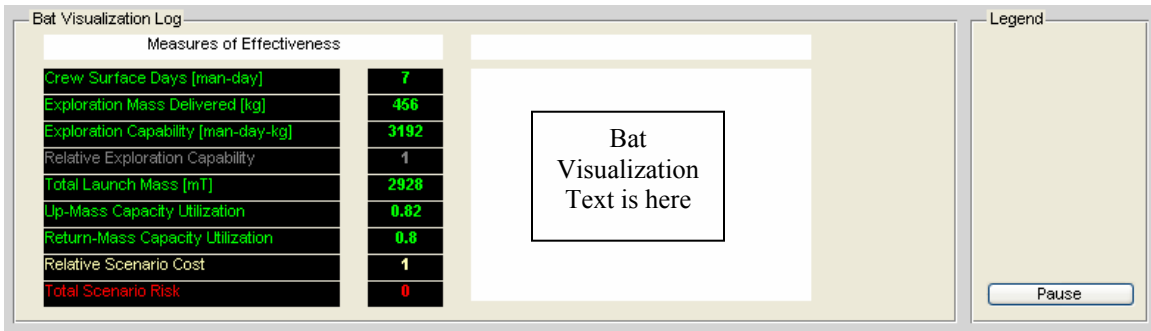 Bat Visualization Log
Measures of Effectiveness
Crew Surface Days [man-day] 7
Exploration Mass Delivered [kg] 456
Exploration Capability [man-day-kg] 3192
Relative Exploration Capability 1
Total Launch Mass [mT] 2928
Up-Mass Capacity Utilization 0.82
Return-Mass Capacity Utilization 0.8
Relative Scenario Cost 1
Total Scenario Risk 0
Bat
Visualization
Text is here
Legend
Pause